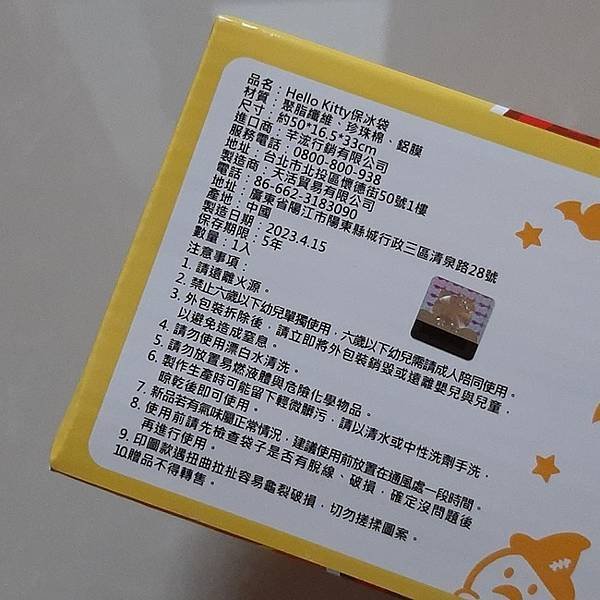 品名：Hello Kitty保冰袋
材質：聚脂纖維、珍珠棉、鋁膜
尺寸：約50*16.5*33cm
進口商：芊浤行銷有限公司
服務電話：0800-800-938
地址：台北市北投區懷德街50號1樓
製造商：天活貿易有限公司
電話：86-662-3183090
地址：廣東省陽江市陽東縣城行政三區清泉路28號
產地：中國
製造日期：2023.4.15
保存期限：5年
數量：1入
注意事項：
1. 請遠離火源。
2. 禁止六歲以下幼兒單獨使用，六歲以下幼兒需請成人陪同使用。
3. 外包裝拆除後，請立即將外包裝銷毀或遠離嬰兒與兒童，
以避免造成窒息。
4. 請勿使用漂白水清洗。
5. 請勿放置易燃液體與危險化學物品。
6. 製作生產時可能留下輕微髒污，請以清水或中性洗劑手洗，
晾乾後即可使用。
7. 新品若有氣味屬正常情況，建議使用前放置在通風處一段時間。
8. 使用前請先檢查袋子是否有脫線、破損，確定沒問題後
再進行使用。
9. 印圖款遇扭曲拉扯容易龜裂破損，切勿搓揉圖案。
10.贈品不得轉售。